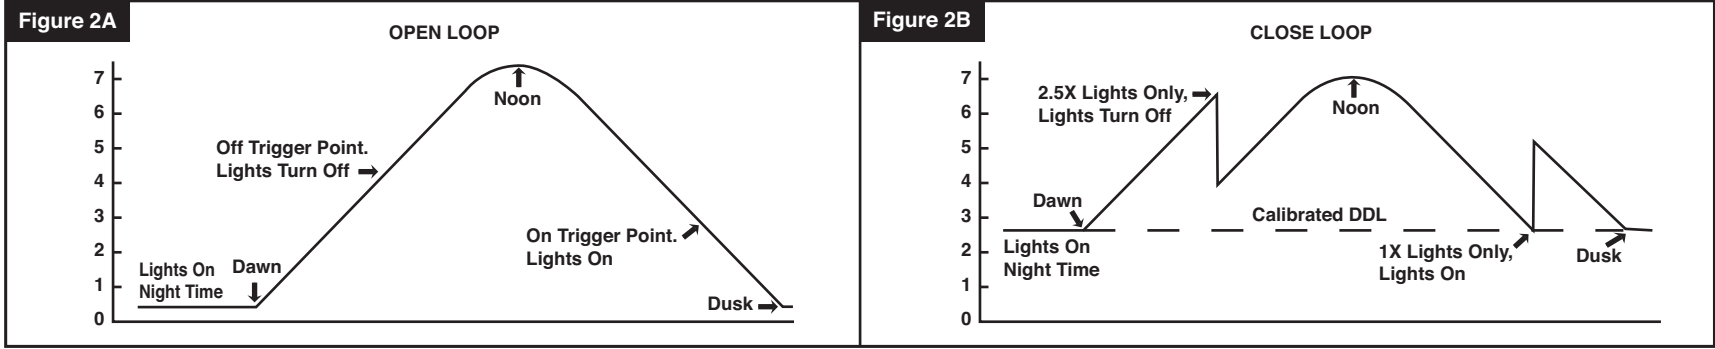 Figure 2A
OPEN LOOP
7
6
5
4
3
2
1
0
Noon
Off Trigger Point.
Lights Turn Off
On Trigger Point.
Lights On
Lights On
Night Time
Dawn
Dusk
Figure 2B
CLOSE LOOP
7
6
5
4
3
2
1
0
2.5X Lights Only,
Lights Turn Off
Noon
Dawn
Calibrated DDL
Lights On
Night Time
1X Lights Only,
Lights On
Dusk